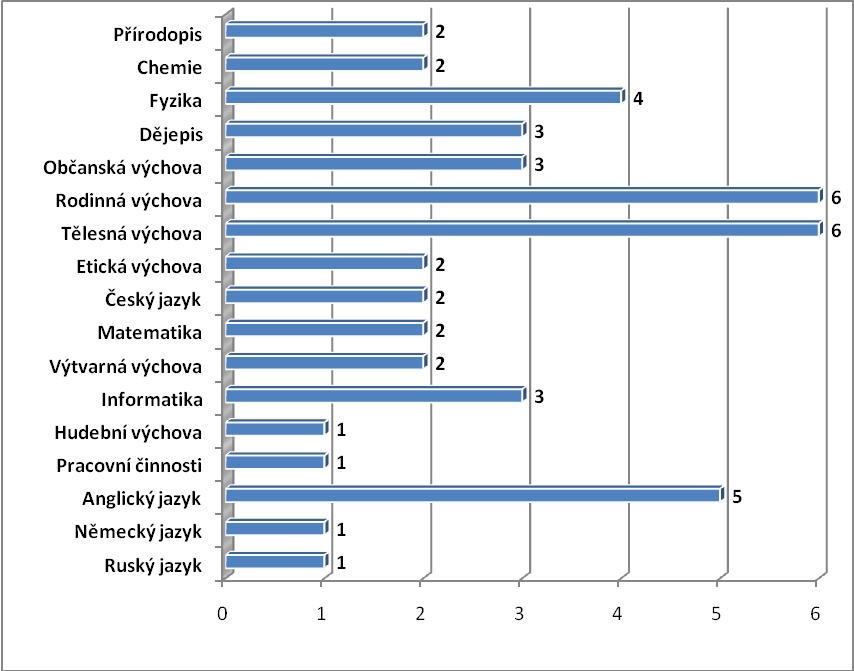 Přírodopis 2
Chemie 2
Fyzika 4
Dějepis 3
Občanská výchova 3
Rodinná výchova 6
Tělesná výchova 6
Etická výchova 2
Český jazyk 2
Matematika 2
Výtvarná výchova 2
Informatika 3
Hudební výchova 1
Pracovní činnosti 1
Anglický jazyk 5
Německý jazyk 1
Ruský jazyk 1
0 1 2 3 4 5 6